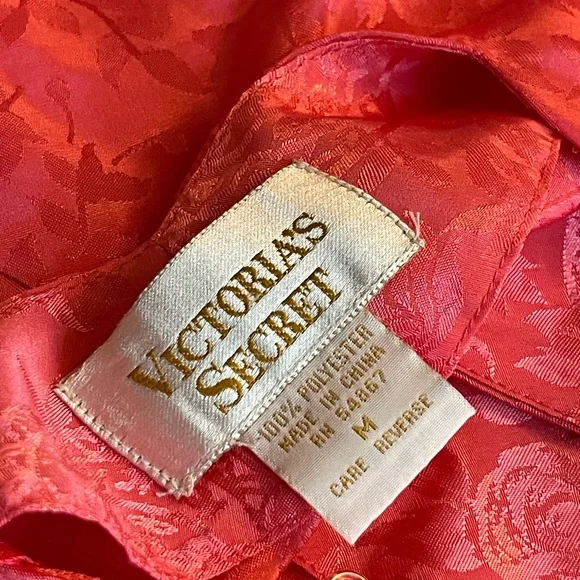 VICTORIA'S
SECRET
100% POLYESTER
MADE IN CHINA
RN 54867
M
CARE REVERSE